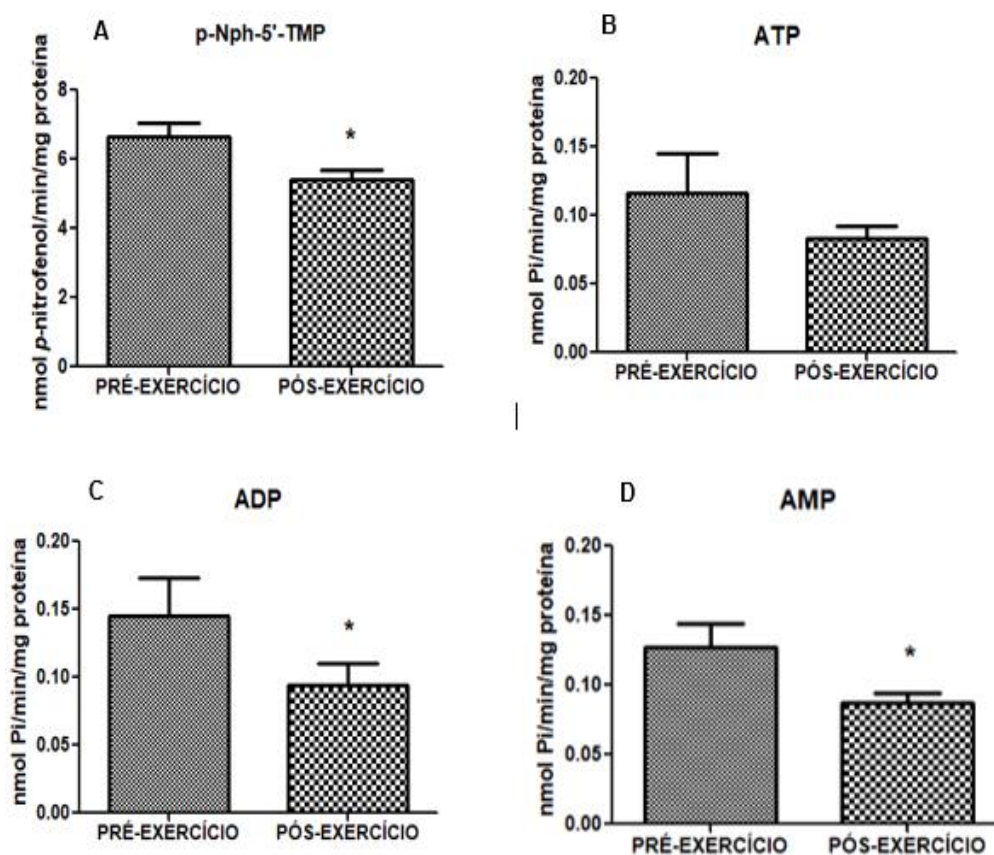 A
p-Nph-5'-TMP
nmol p-nitrofenol/min/mg proteína
8
6
4
2
0
*
PRÉ-EXERCÍCIO PÓS-EXERCÍCIO
B
ATP
nmol Pi/min/mg proteína
0.20
0.15
0.10
0.05
0.00
PRÉ-EXERCÍCIO PÓS-EXERCÍCIO
C
ADP
nmol Pi/min/mg proteína
0.20
0.15
0.10
0.05
0.00
*
PRÉ-EXERCÍCIO PÓS-EXERCÍCIO
D
AMP
nmol Pi/min/mg proteína
0.20
0.15
0.10
0.05
0.00
*
PRÉ-EXERCÍCIO PÓS-EXERCÍCIO